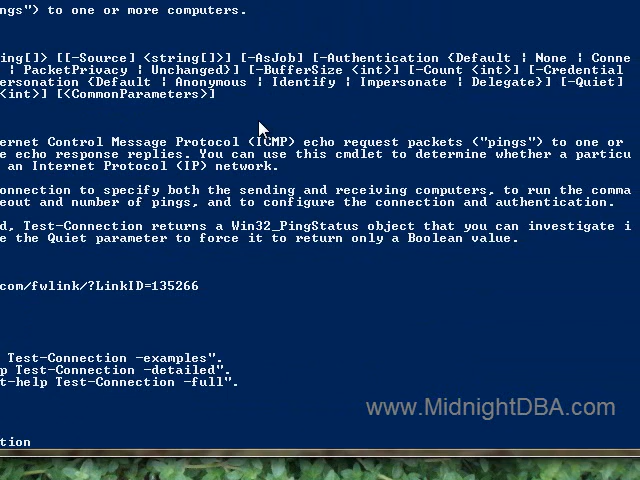 ngs") to one or more computers.
ing[]> [[-Source] <string[]>] [-AsJob] [-Authentication {Default | None | Conne
| PacketPrivacy | Unchanged}] [-BufferSize <int>] [-Count <int>] [-Credential
ersonation {Default | Anonymous | Identify | Impersonate | Delegate}] [-Quiet]
<int>] [<CommonParameters>]
ernet Control Message Protocol (ICMP) echo request packets ("pings") to one or
e echo response replies. You can use this cmdlet to determine whether a particu
an Internet Protocol (IP) network.
onnection to specify both the sending and receiving computers, to run the comma
eout and number of pings, and to configure the connection and authentication.
d, Test-Connection returns a Win32_PingStatus object that you can investigate i
e the Quiet parameter to force it to return only a Boolean value.
com/fwlink/?LinkID=135266
Test-Connection -examples".
p Test-Connection -detailed".
t-help Test-Connection -full".
www.MidnightDBA.com
tion